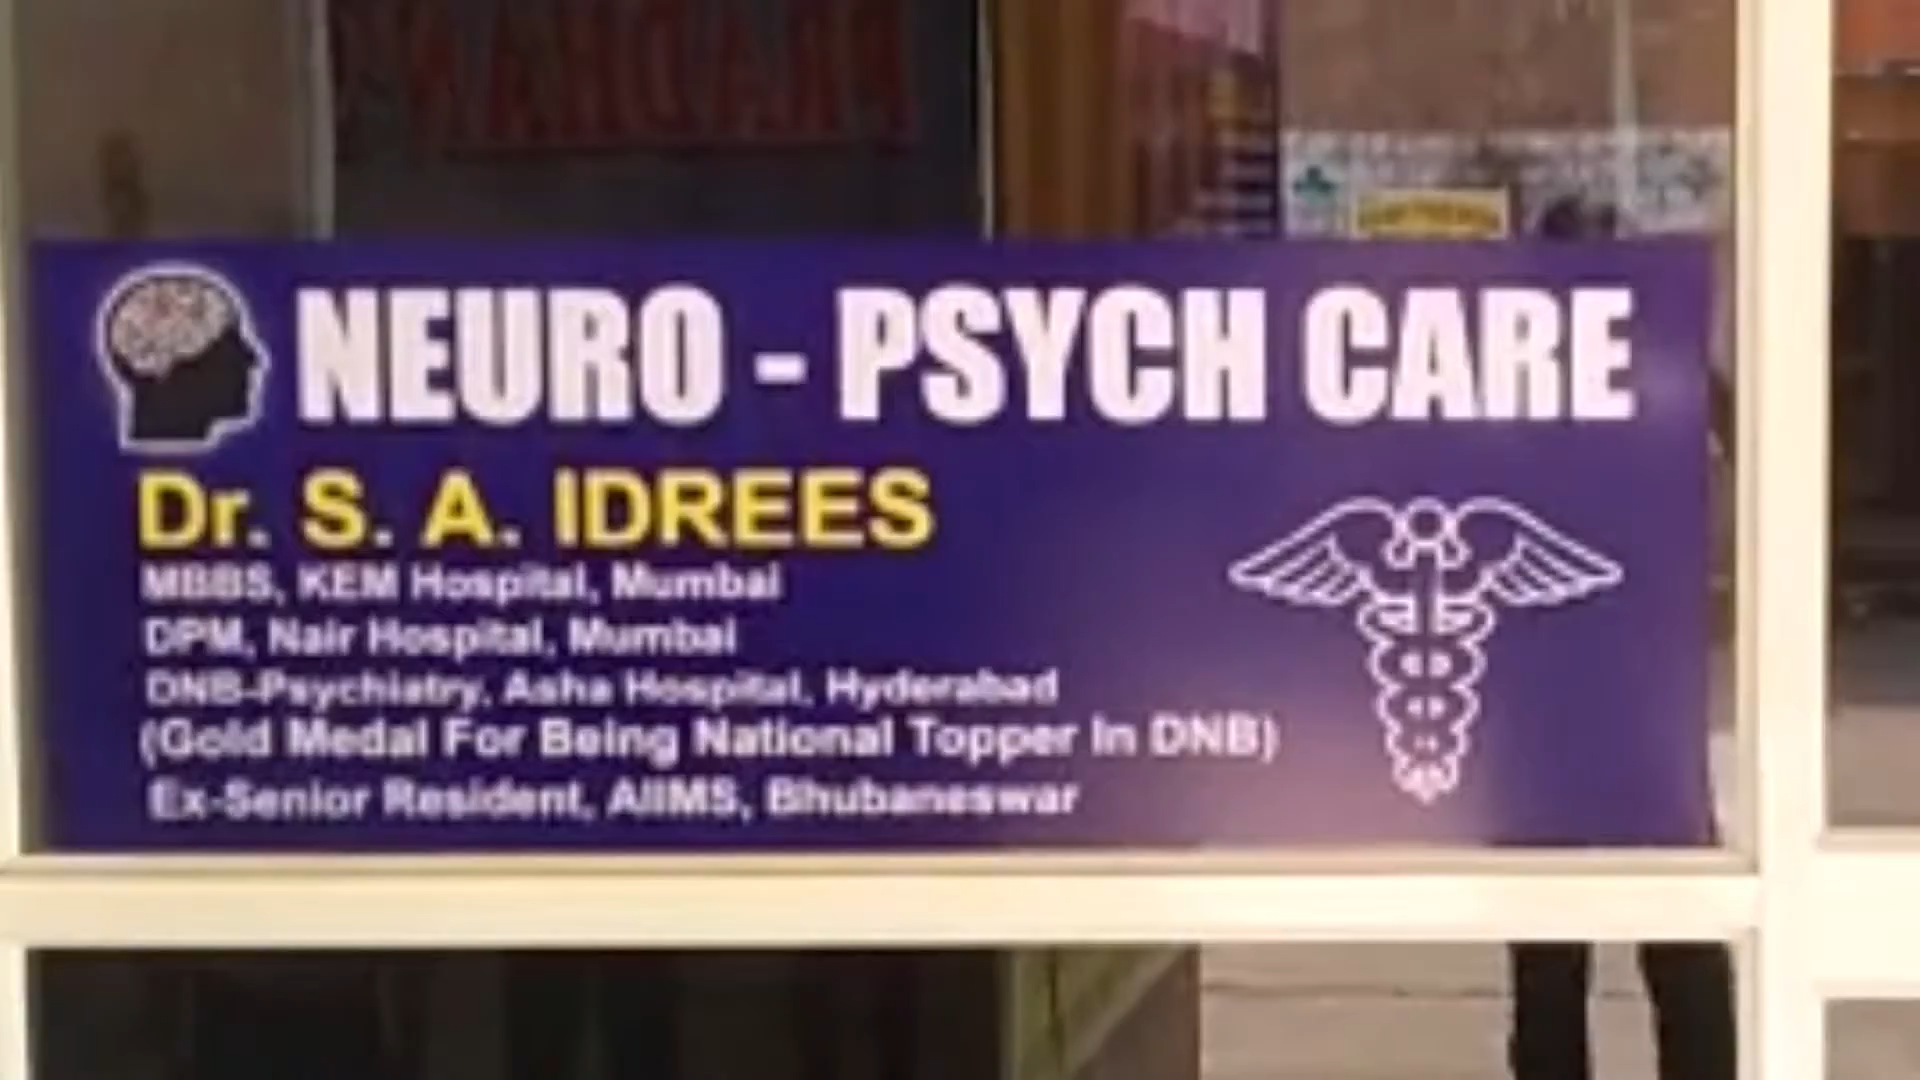 NEURO - PSYCH CARE
Dr. S. A. IDREES
MBBS, KEM Hospital, Mumbai
DPM, Nair Hospital, Mumbai
DNB-Psychiatry, Asha Hospital, Hyderabad
(Gold Medal For Being National Topper In DNB)
Ex-Senior Resident, AIIMS, Bhubaneswar